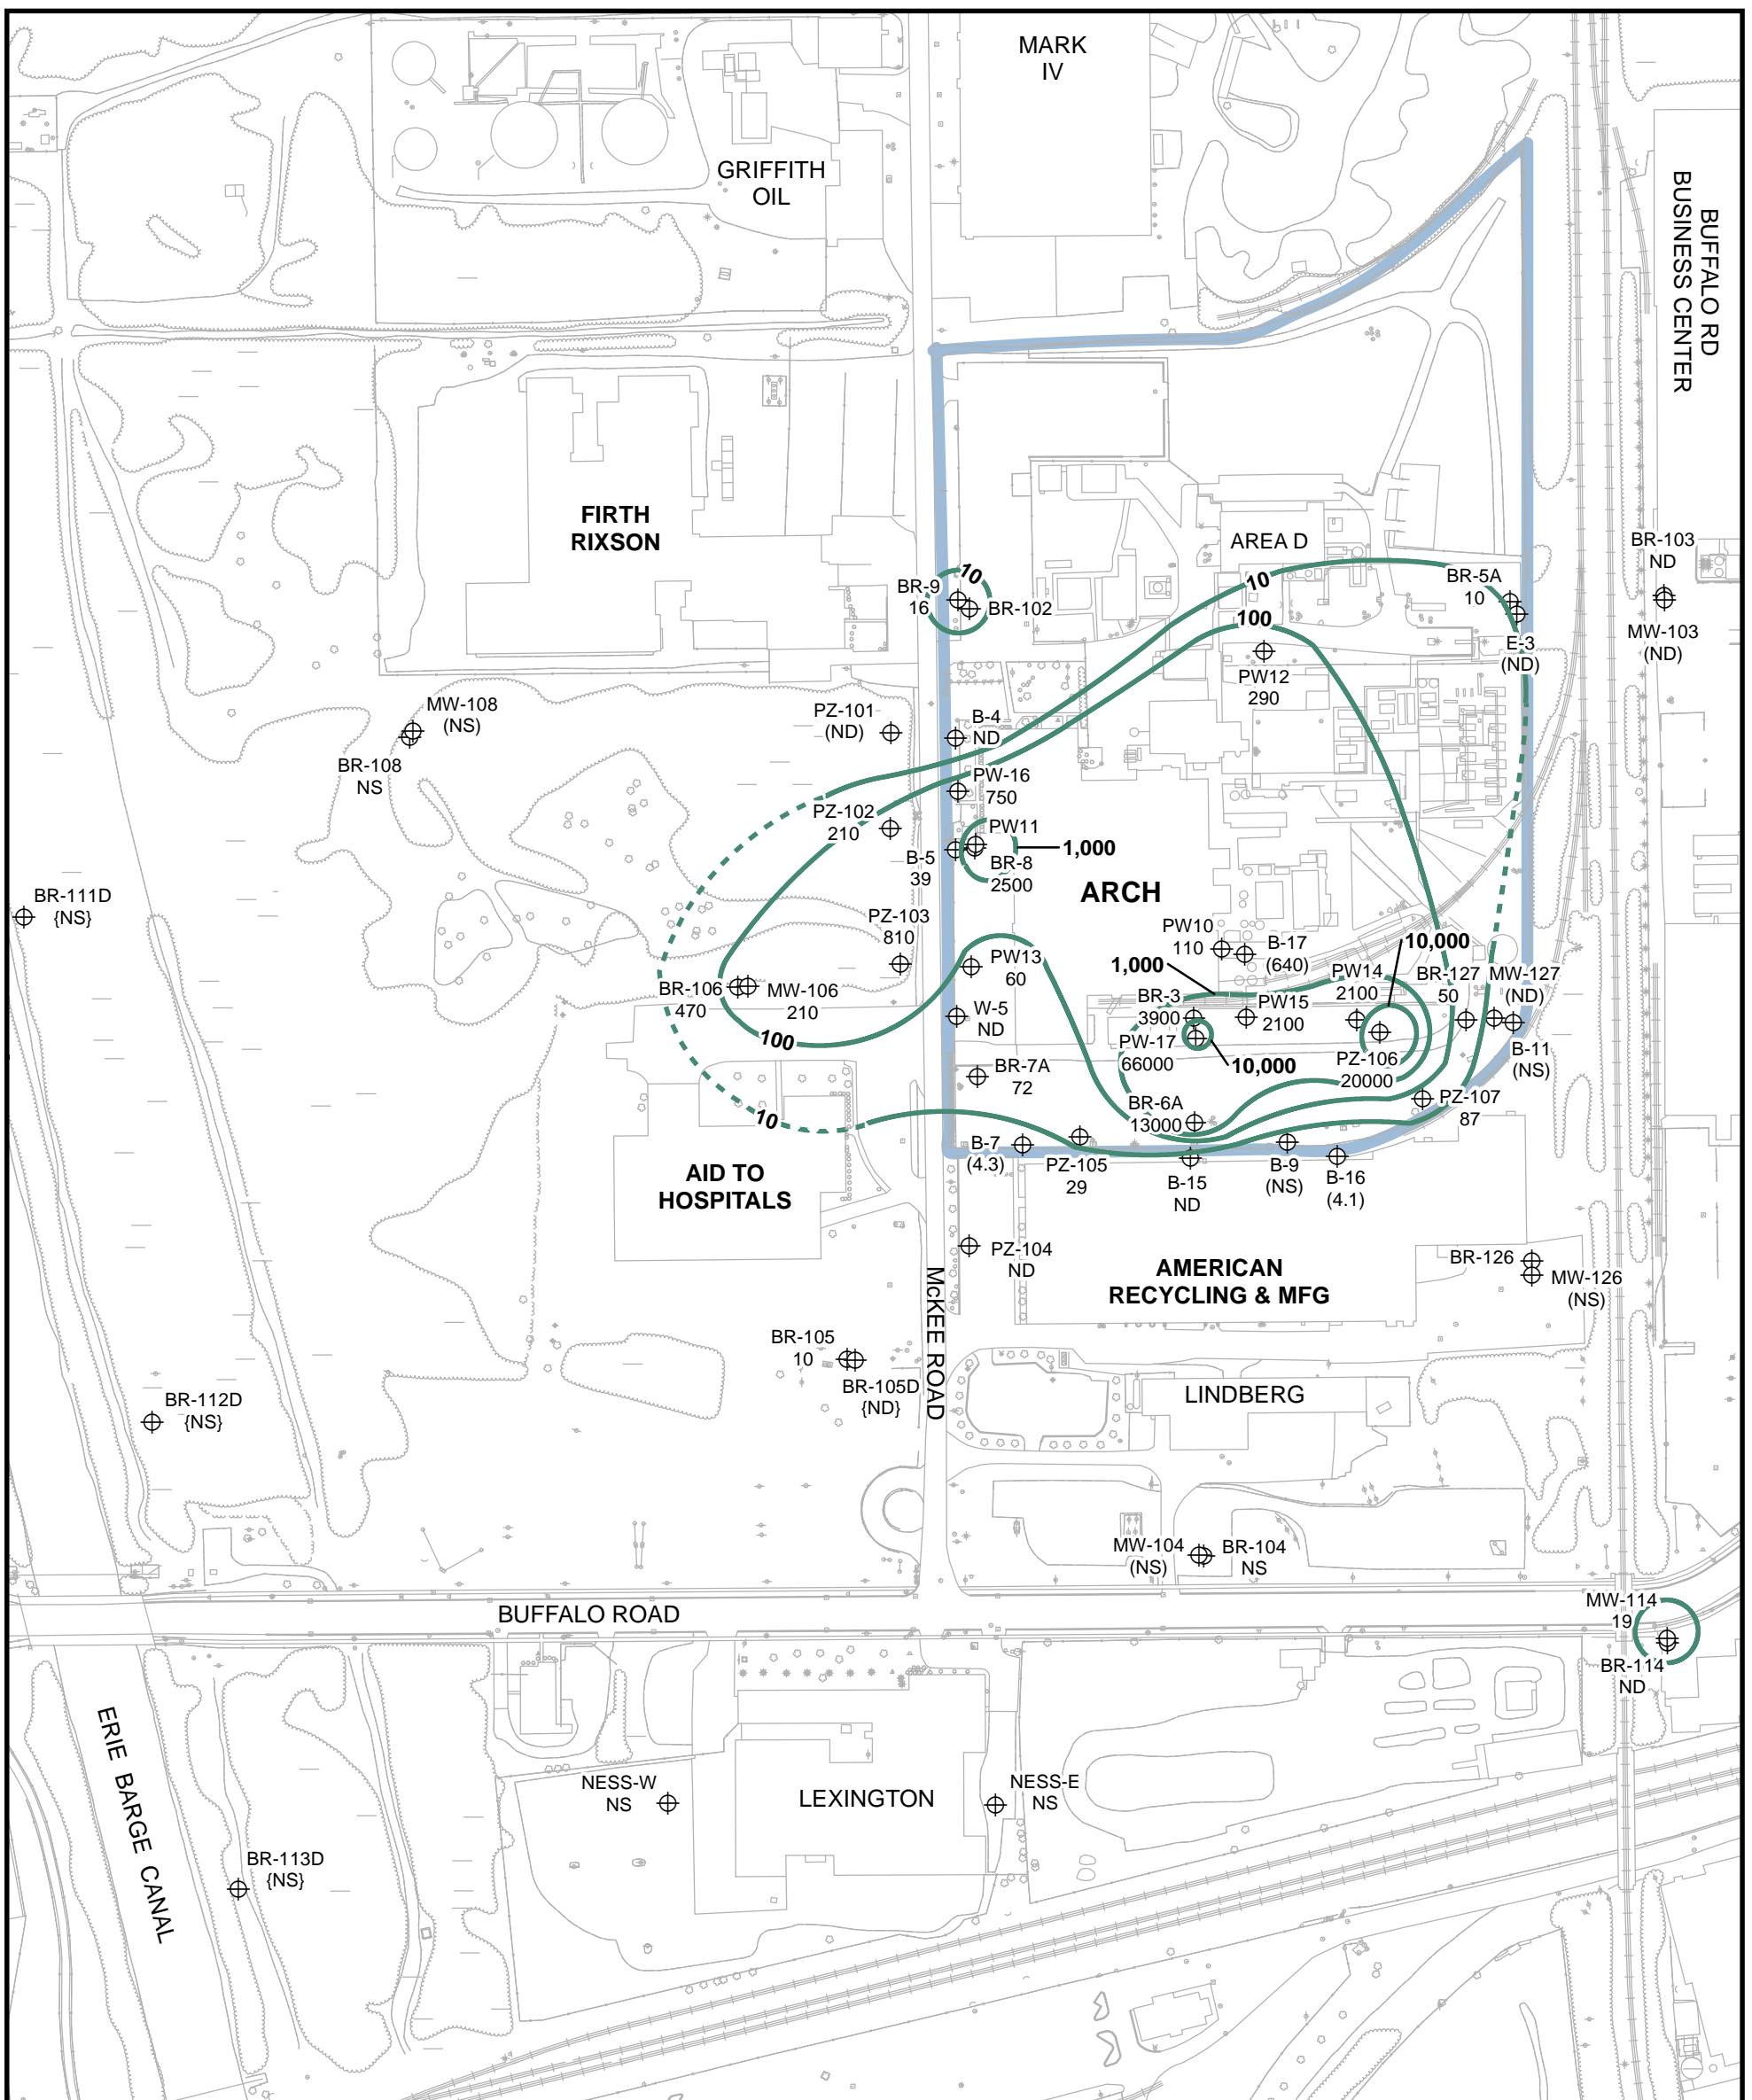 MARK
IV
GRIFFITH
OIL
BUFFALO RD
BUSINESS CENTER
FIRTH
RIXSON
AREA D
BR-103
ND
MW-103
(ND)
BR-9
16
10
BR-102
10
BR-5A
10
E-3
(ND)
100
PW12
290
MW-108
(NS)
BR-108
NS
PZ-101
(ND)
B-4
ND
PW-16
750
PZ-102
210
PW11
B-5
39
BR-8
2500
1,000
ARCH
BR-111D
{NS}
PZ-103
810
PW10
110
B-17
(640)
10,000
1,000
PW13
60
PW14
2100
BR-127
50
MW-127
(ND)
BR-106
470
MW-106
210
BR-3
3900
PW15
2100
W-5
ND
100
PW-17
66000
10,000
PZ-106
20000
B-11
(NS)
BR-7A
72
BR-6A
13000
PZ-107
87
10
B-7
(4.3)
PZ-105
29
B-15
ND
B-9
(NS)
B-16
(4.1)
AID TO
HOSPITALS
PZ-104
ND
AMERICAN
RECYCLING & MFG
BR-126
MW-126
(NS)
McKEE ROAD
BR-105
10
BR-105D
{ND}
LINDBERG
BR-112D
{NS}
MW-104
(NS)
BR-104
NS
BUFFALO ROAD
MW-114
19
BR-114
ND
ERIE BARGE CANAL
NESS-W
NS
LEXINGTON
NESS-E
NS
BR-113D
{NS}